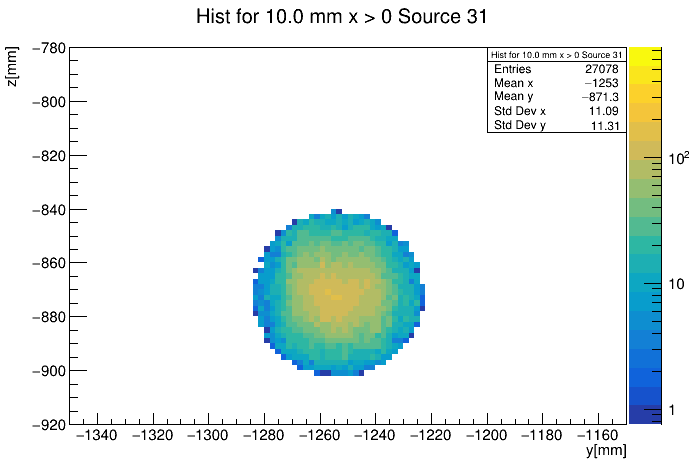 Hist for 10.0 mm x > 0 Source 31
z[mm]
Hist for 10.0 mm x > 0 Source 31
Entries 27078
Mean x −1253
Mean y −871.3
Std Dev x 11.09
Std Dev y 11.31
−780
−800
−820
−840
−860
−880
−900
−920
10²
10
1
−1340 −1320 −1300 −1280 −1260 −1240 −1220 −1200 −1180 −1160
y[mm]